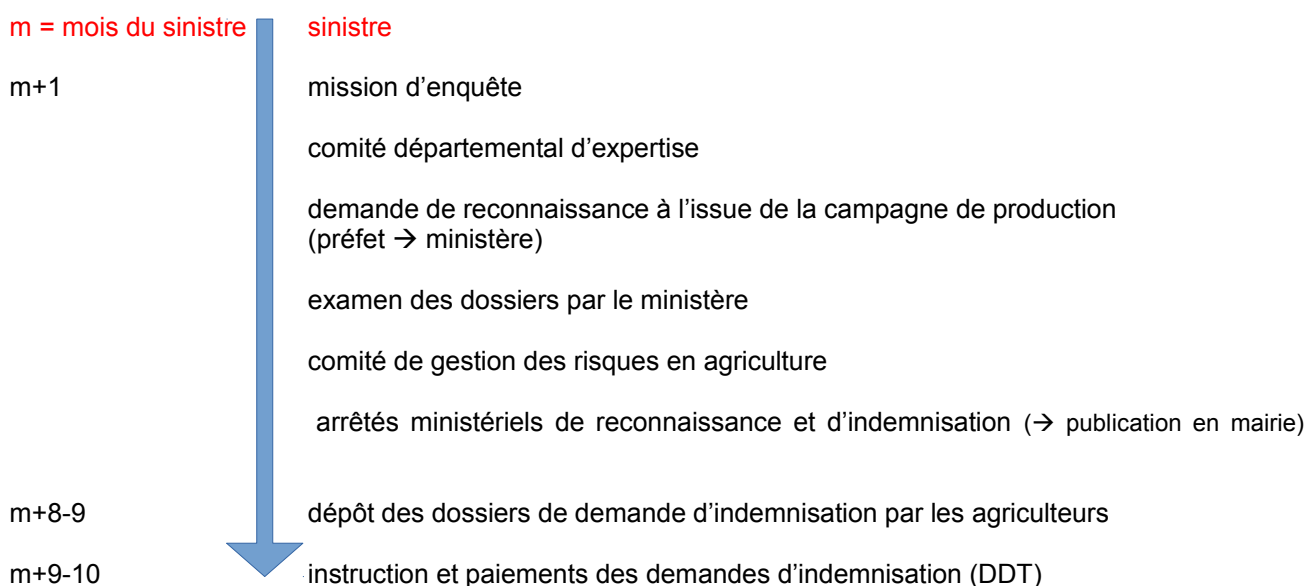 m = mois du sinistre sinistre
m+1 mission d’enquête
comité départemental d’expertise
demande de reconnaissance à l’issue de la campagne de production
(préfet → ministère)
examen des dossiers par le ministère
comité de gestion des risques en agriculture
arrêtés ministériels de reconnaissance et d’indemnisation (→ publication en mairie)
m+8-9 dépôt des dossiers de demande d’indemnisation par les agriculteurs
m+9-10 instruction et paiements des demandes d’indemnisation (DDT)